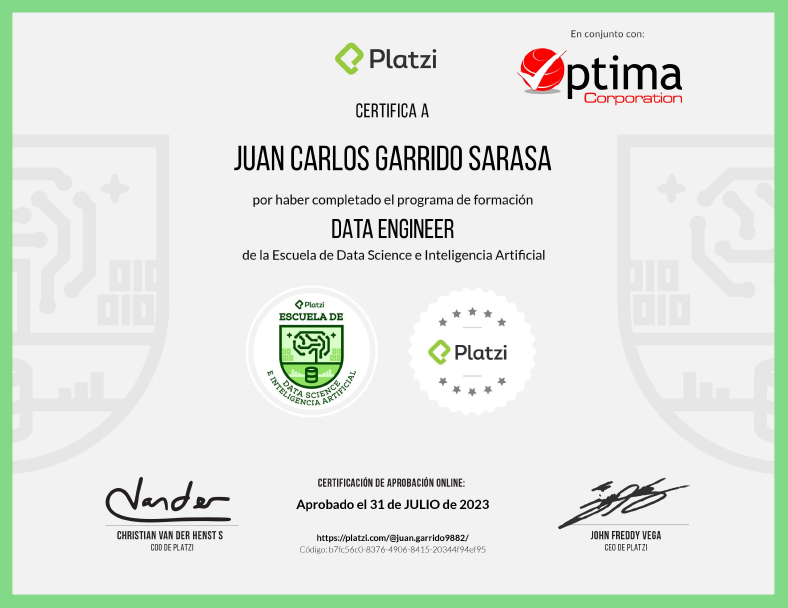 Platzi
En conjunto con:
Optima
Corporation
CERTIFICA A
JUAN CARLOS GARRIDO SARASA
por haber completado el programa de formación
DATA ENGINEER
de la Escuela de Data Science e Inteligencia Artificial
Platzi
ESCUELA DE
DATA SCIENCE
E INTELIGENCIA ARTIFICIAL
Platzi
Vander
CHRISTIAN VAN DER HENST S
COO DE PLATZI
CERTIFICACIÓN DE APROBACIÓN ONLINE:
Aprobado el 31 de JULIO de 2023
https://platzi.com/@juan.garrido9882/
Código: b7fc56c0-8376-4906-8415-20344f94ef95
JOHN FREDDY VEGA
CEO DE PLATZI